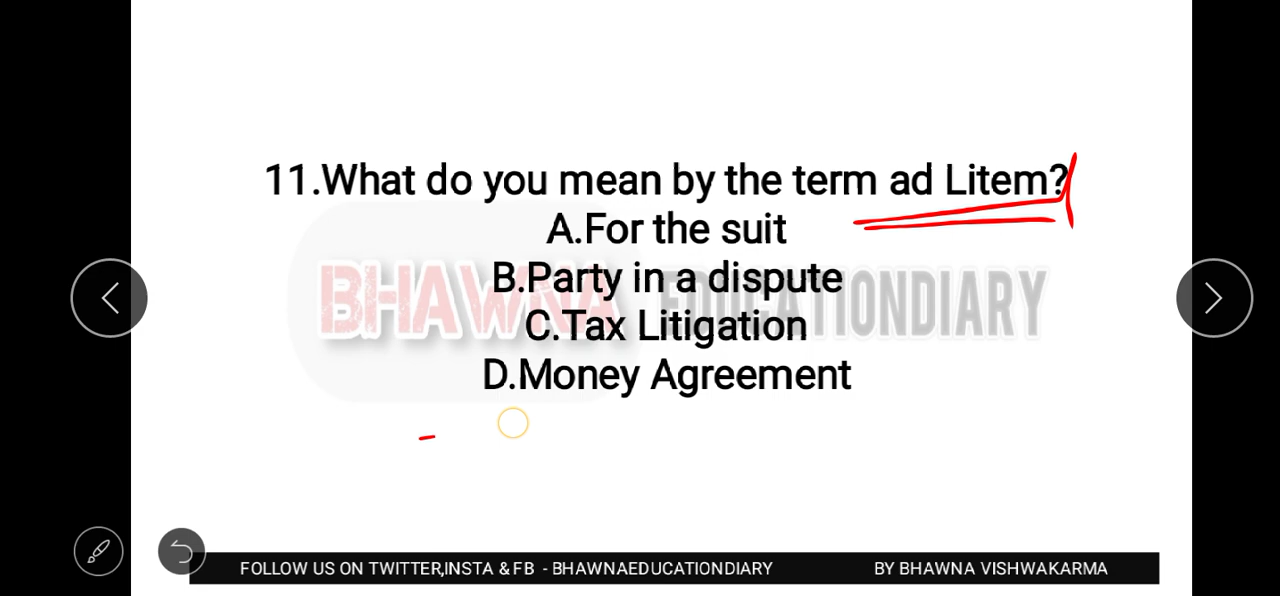 11.What do you mean by the term ad Litem?
A.For the suit
B.Party in a dispute
C.Tax Litigation
D.Money Agreement
BHAWNA EDUCATIONDIARY
FOLLOW US ON TWITTER,INSTA & FB - BHAWNAEDUCATIONDIARY BY BHAWNA VISHWAKARMA